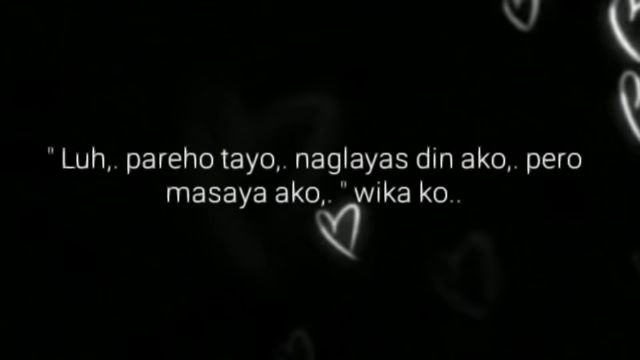 " Luh,. pareho tayo,. naglayas din ako,. pero
masaya ako,. " wika ko..